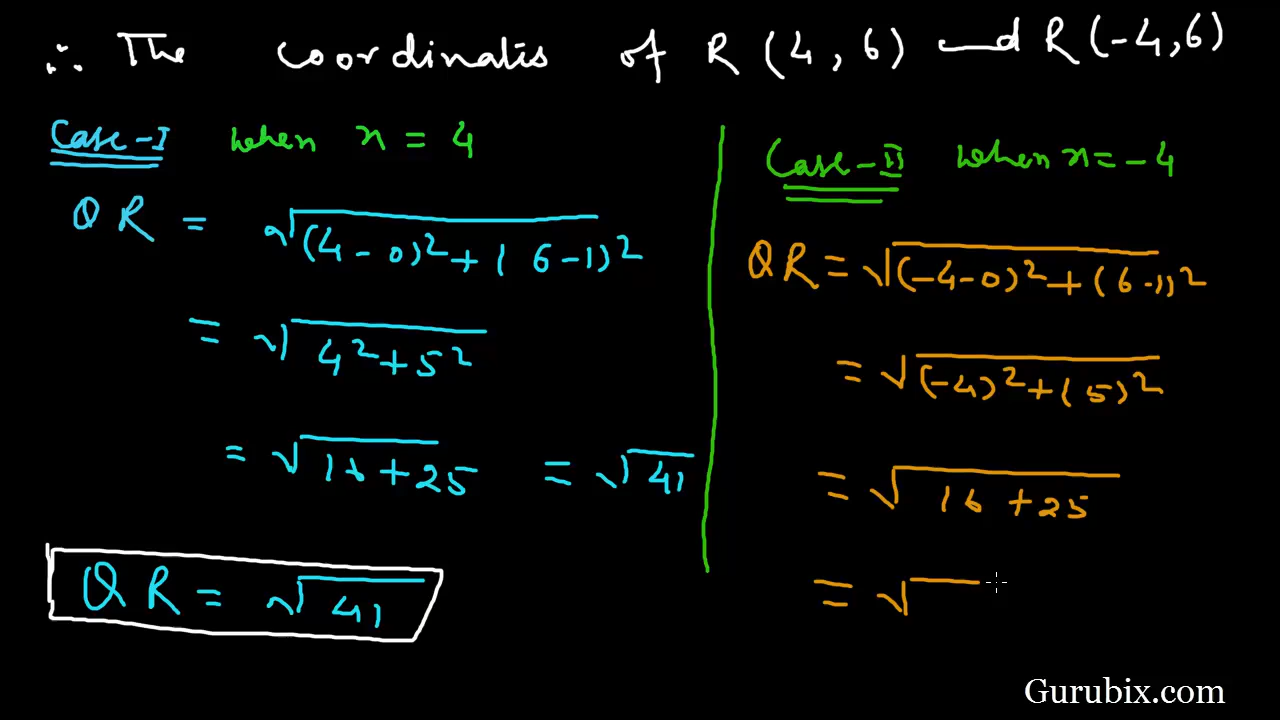 ∴ The coordinatis of R (4, 6) and R (-4, 6)
Case-I when x = 4
QR = √(4-0)² + (6-1)²
= √4² + 5²
= √16 + 25 = √41
QR = √41
Case-II when x = -4
QR = √(-4-0)² + (6-1)²
= √(-4)² + (5)²
= √16 + 25
= √
Gurubix.com